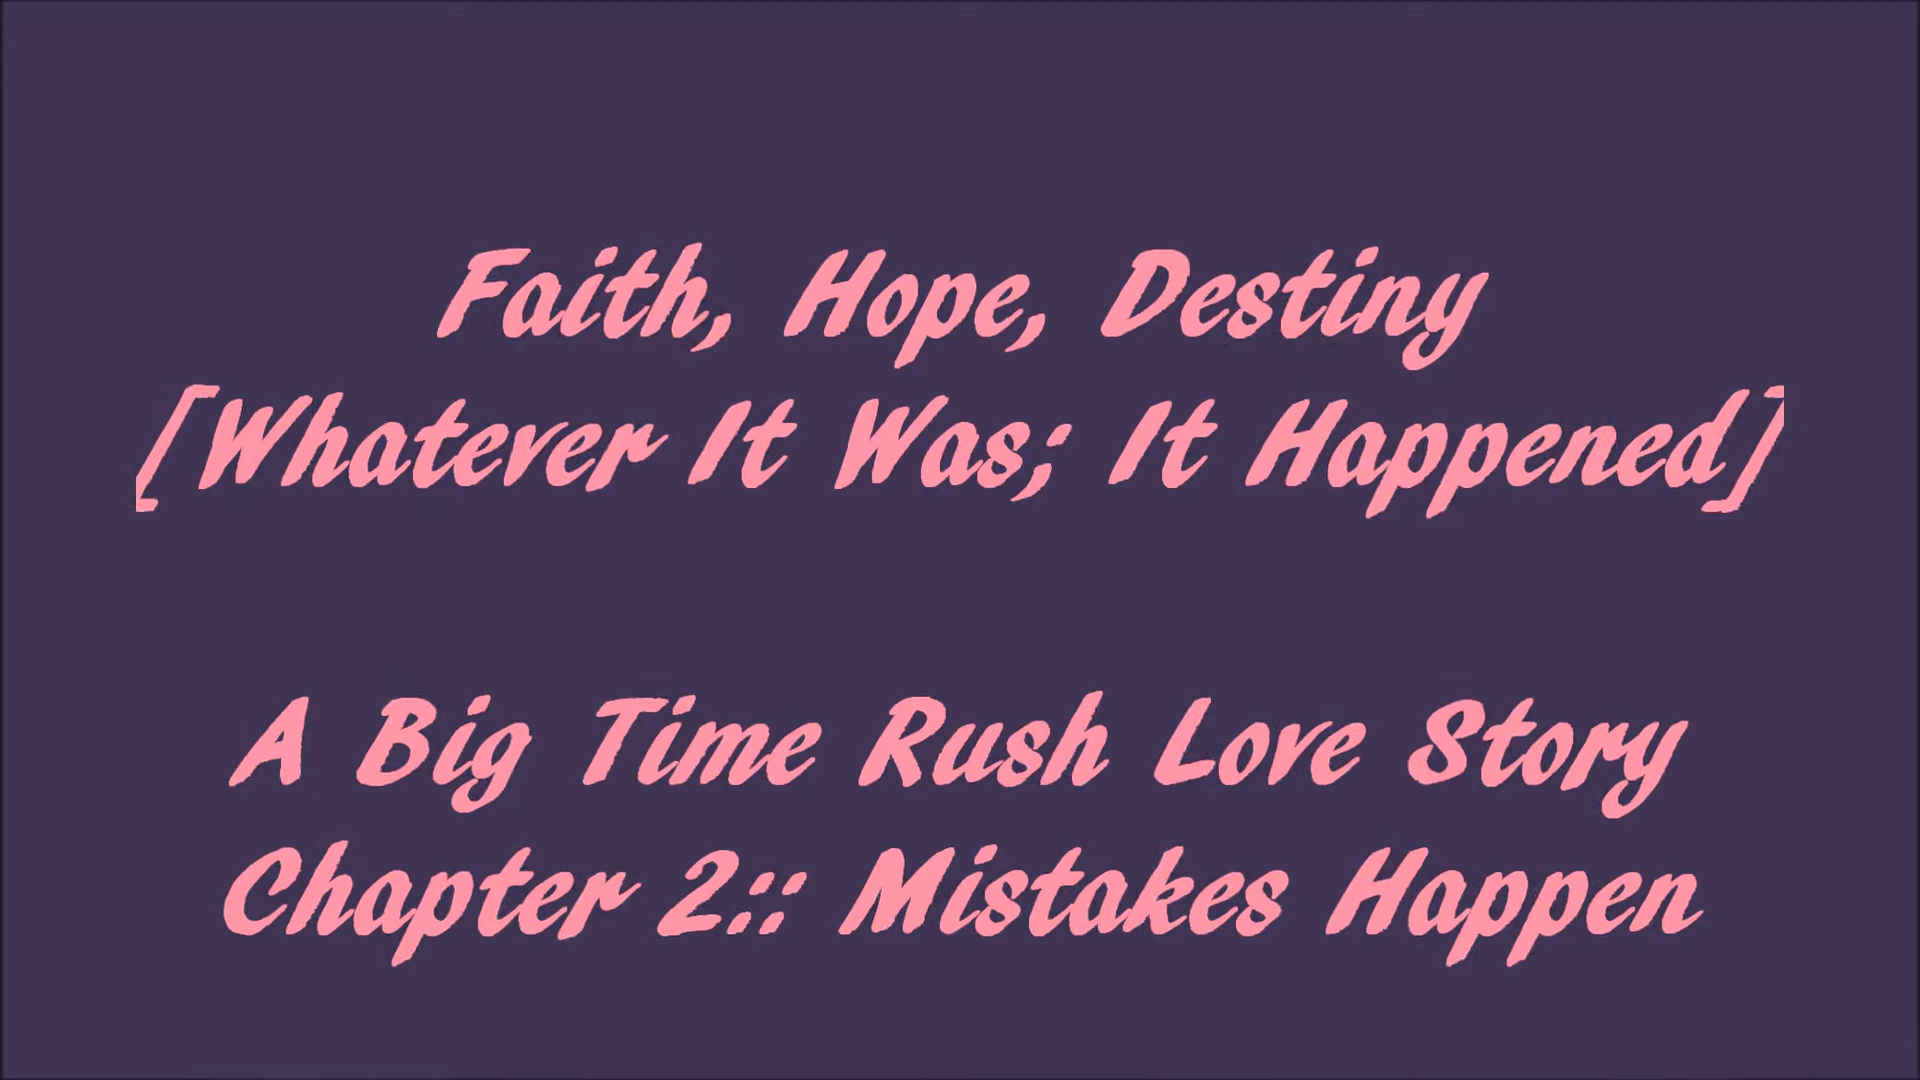 Faith, Hope, Destiny
[Whatever It Was; It Happened]
A Big Time Rush Love Story
Chapter 2:: Mistakes Happen